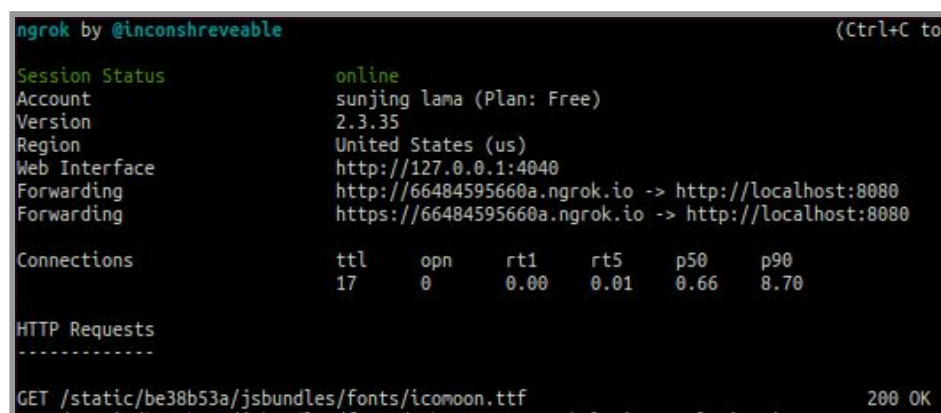 ngrok by @inconshreveable (Ctrl+C to
Session Status online
Account sunjing lama (Plan: Free)
Version 2.3.35
Region United States (us)
Web Interface http://127.0.0.1:4040
Forwarding http://66484595660a.ngrok.io -> http://localhost:8080
Forwarding https://66484595660a.ngrok.io -> http://localhost:8080
Connections ttl opn rt1 rt5 p50 p90
17 0 0.00 0.01 0.66 8.70
HTTP Requests
-------------
GET /static/be38b53a/jsbundles/fonts/icomoon.ttf 200 OK